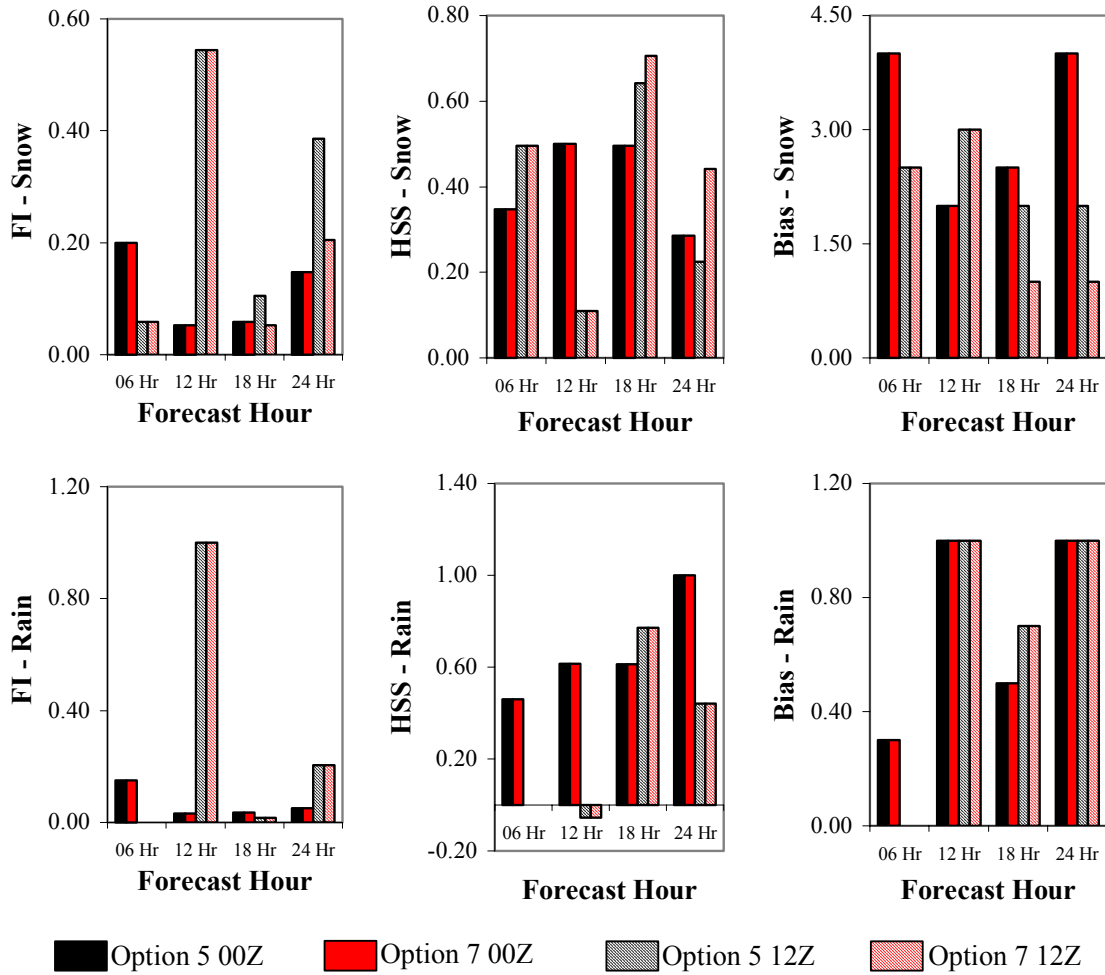 FI - Snow
0.60
0.40
0.20
0.00
06 Hr 12 Hr 18 Hr 24 Hr
Forecast Hour
HSS - Snow
0.80
0.60
0.40
0.20
0.00
06 Hr 12 Hr 18 Hr 24 Hr
Forecast Hour
Bias - Snow
4.50
3.00
1.50
0.00
06 Hr 12 Hr 18 Hr 24 Hr
Forecast Hour
FI - Rain
1.20
0.80
0.40
0.00
06 Hr 12 Hr 18 Hr 24 Hr
Forecast Hour
HSS - Rain
1.40
1.00
0.60
0.20
-0.20
06 Hr 12 Hr 18 Hr 24 Hr
Forecast Hour
Bias - Rain
1.20
0.80
0.40
0.00
06 Hr 12 Hr 18 Hr 24 Hr
Forecast Hour
Option 5 00Z Option 7 00Z Option 5 12Z Option 7 12Z